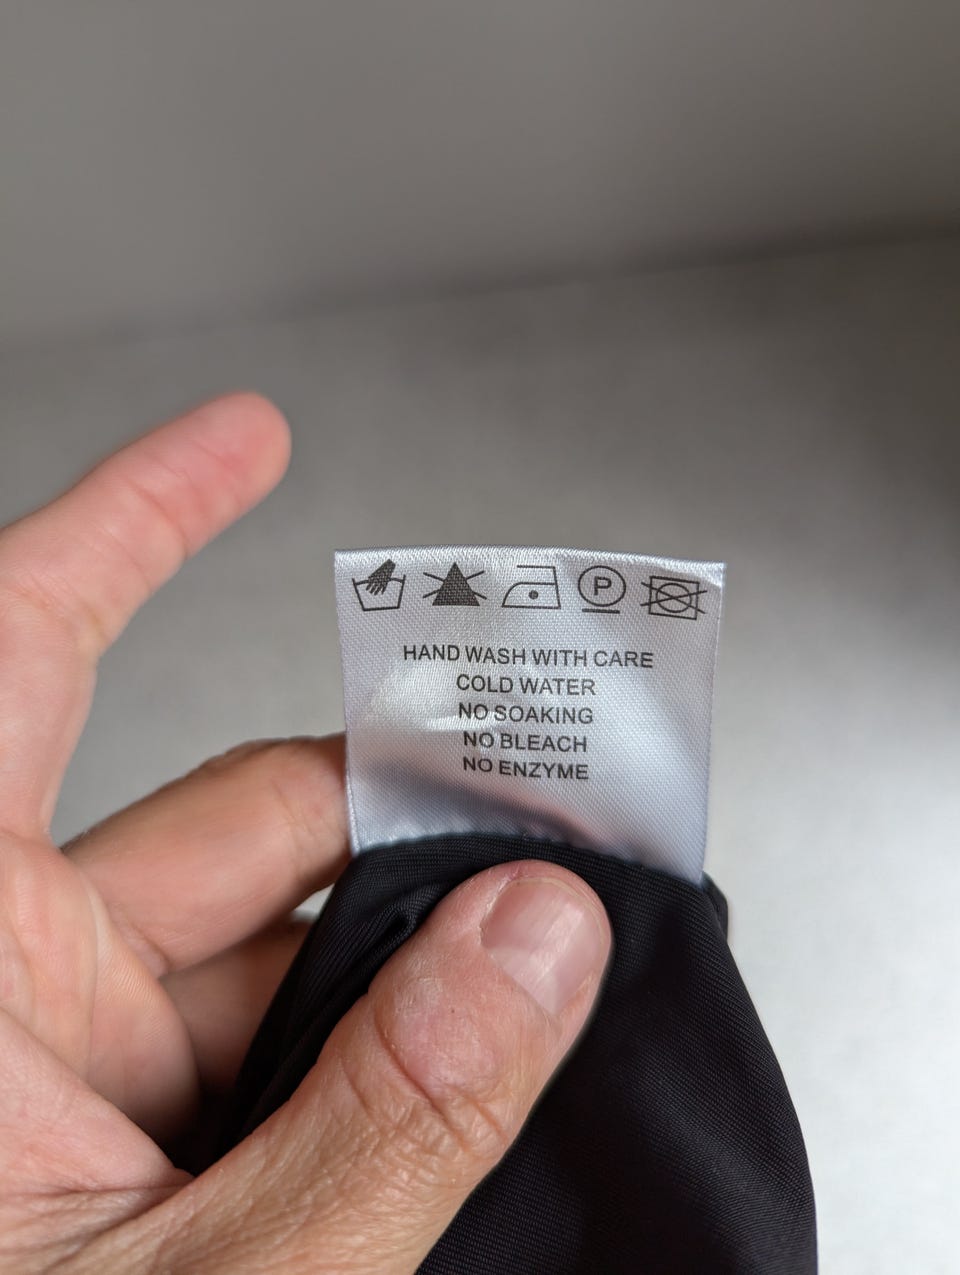 P
HAND WASH WITH CARE
COLD WATER
NO SOAKING
NO BLEACH
NO ENZYME